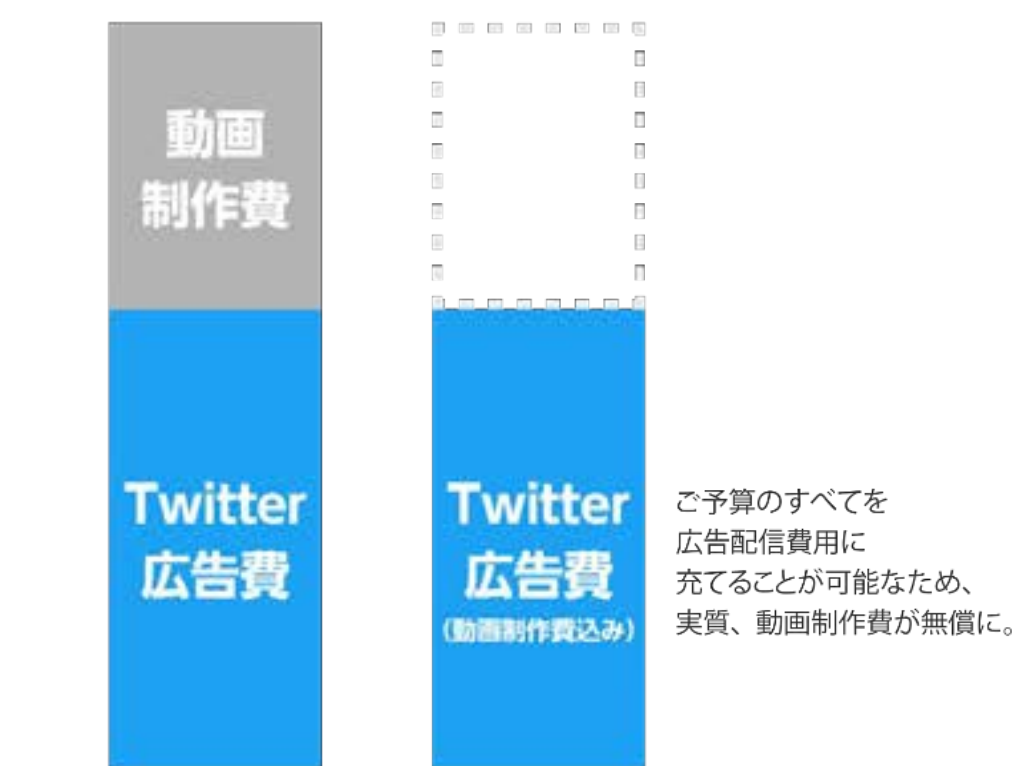 動画
制作費
Twitter
広告費
Twitter
広告費
(動画制作費込み)
ご予算のすべてを
広告配信費用に
充てることが可能なため、
実質、動画制作費が無償に。